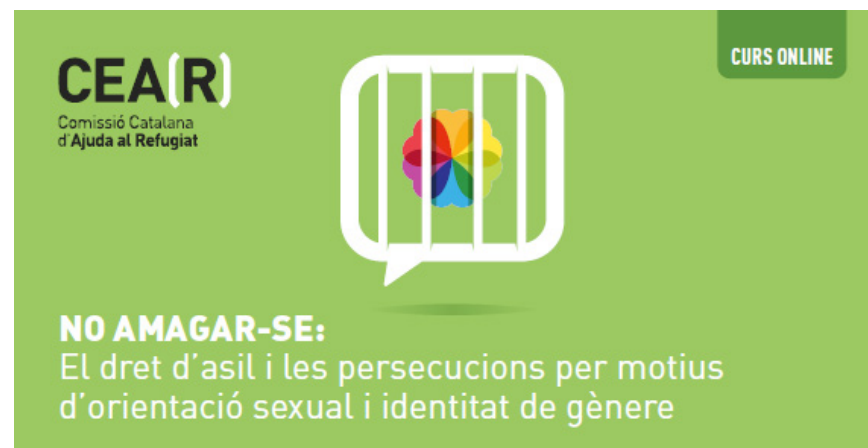 CEA(R)
Comissió Catalana
d'Ajuda al Refugiat
CURS ONLINE
NO AMAGAR-SE:
El dret d'asil i les persecucions per motius
d'orientació sexual i identitat de gènere